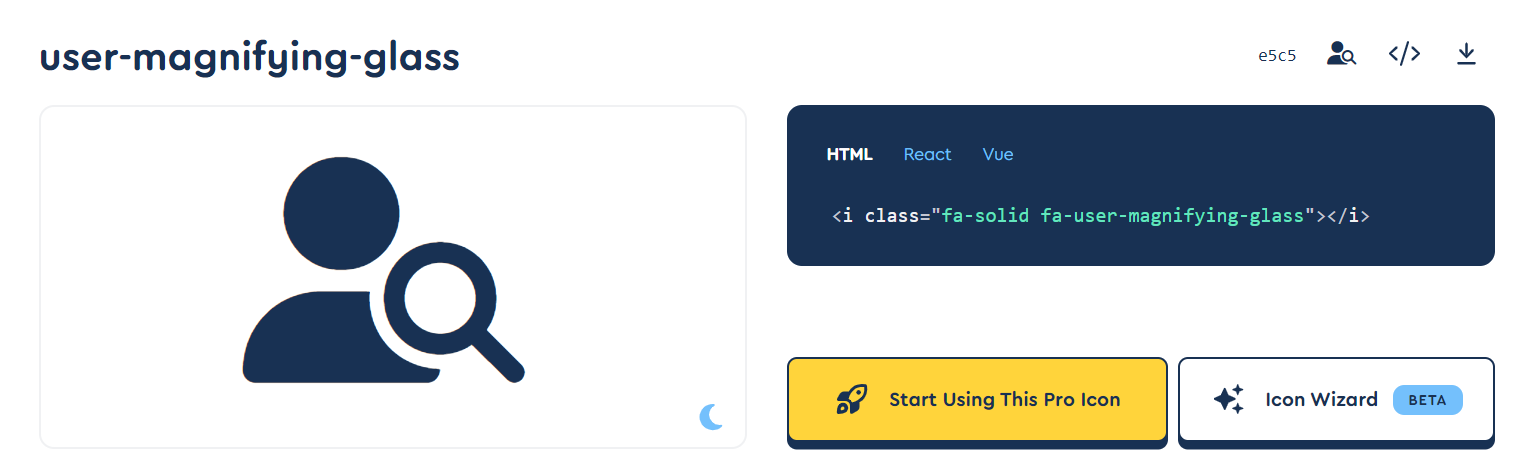 user-magnifying-glass
e5c5
HTML React Vue
<i class="fa-solid fa-user-magnifying-glass"></i>
Start Using This Pro Icon
Icon Wizard BETA